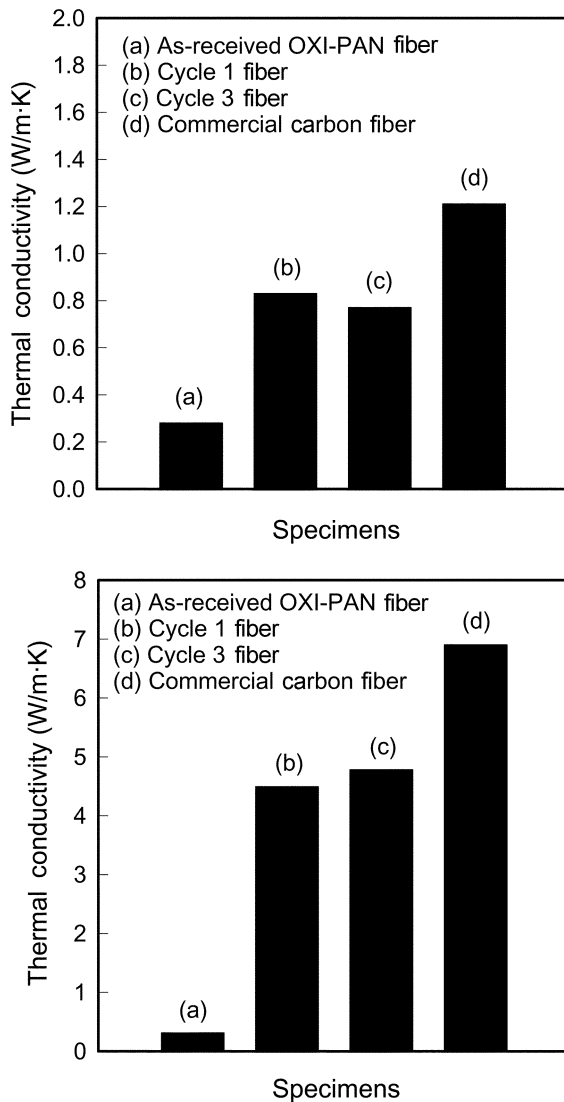 2.0
(a) As-received OXI-PAN fiber
1.8
(b) Cycle 1 fiber
1.6
(c) Cycle 3 fiber
(d) Commercial carbon fiber
1.4
(d)
1.2
1.0
(b)
(c)
0.8
0.6
(a)
0.4
0.2
0.0
Thermal conductivity (W/m·K)
Specimens
8
(a) As-received OXI-PAN fiber
(b) Cycle 1 fiber
7
(c) Cycle 3 fiber
(d)
(d) Commercial carbon fiber
6
5
(b)
(c)
4
3
2
1
(a)
0
Thermal conductivity (W/m·K)
Specimens